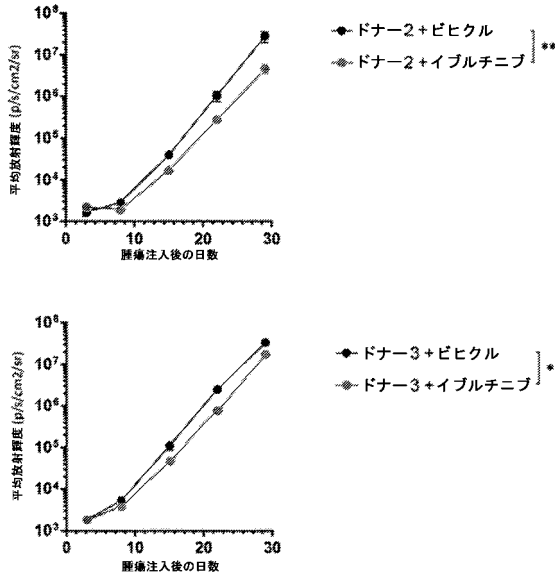 10⁸
10⁷
10⁶
10⁵
10⁴
10³
平均放射輝度 (p/s/cm2/sr)
0 10 20 30
腫瘍注入後の日数
ドナー2+ビヒクル
ドナー2+イブルチニブ
**
10⁸
10⁷
10⁶
10⁵
10⁴
10³
平均放射輝度 (p/s/cm2/sr)
0 10 20 30
腫瘍注入後の日数
ドナー3+ビヒクル
ドナー3+イブルチニブ
*